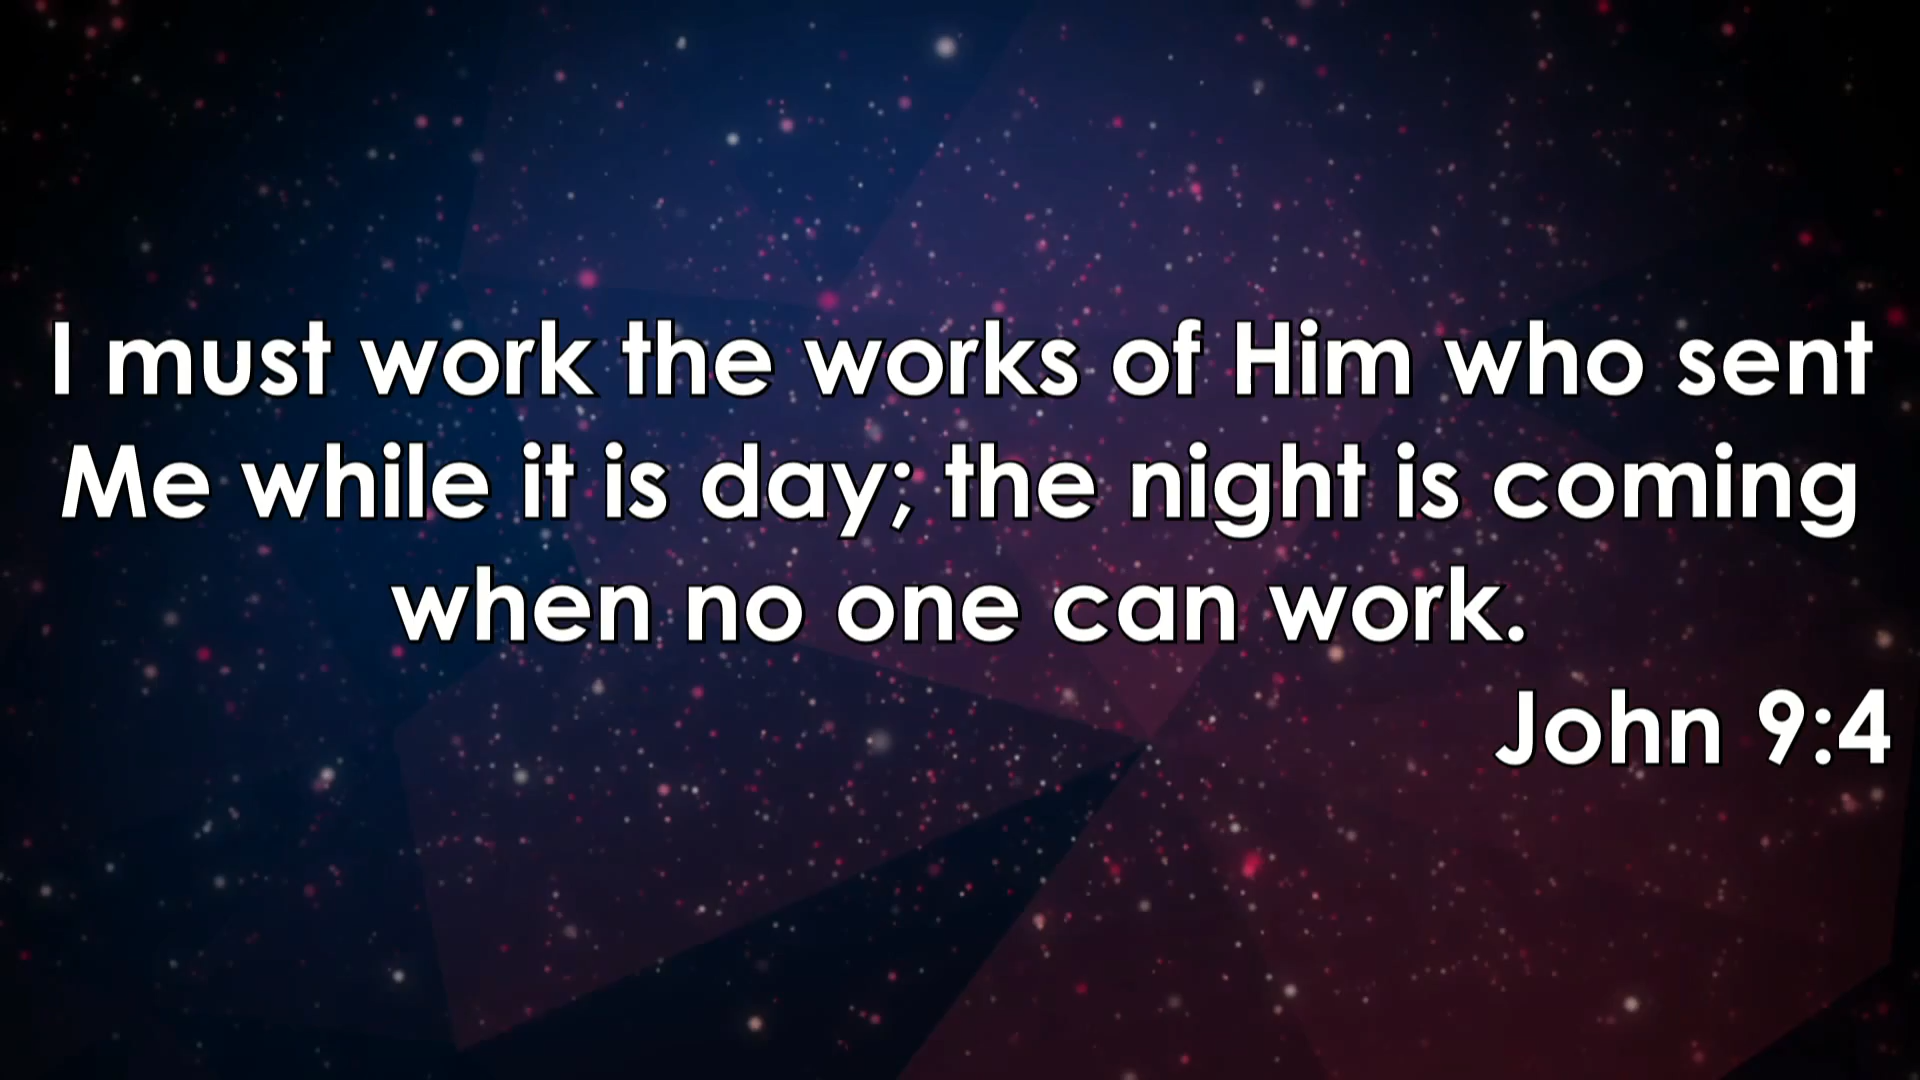 I must work the works of Him who sent
Me while it is day; the night is coming
when no one can work.
John 9:4